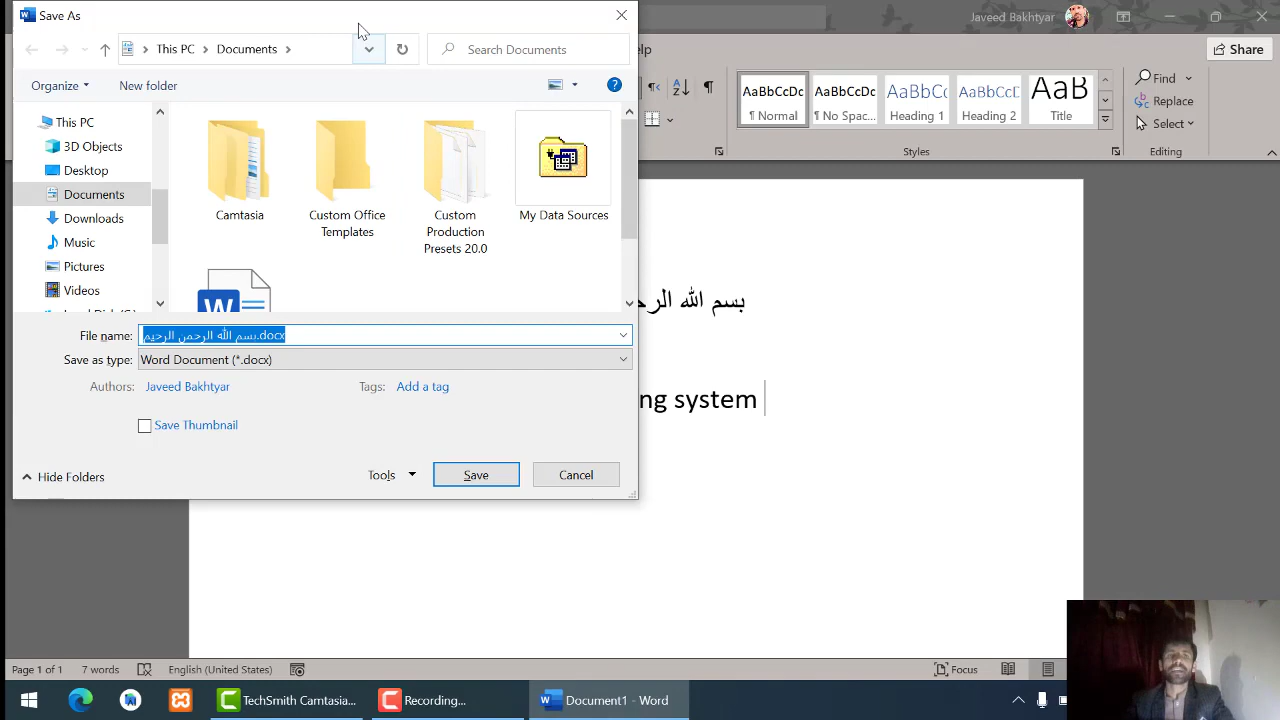 Save As
Javeed Bakhtyar
This PC
Documents
Search Documents
Share
Organize
New folder
This PC
3D Objects
Desktop
Documents
Downloads
Music
Pictures
Videos
Camtasia
Custom Office
Templates
Custom
Production
Presets 20.0
My Data Sources
AaBbCcDc
¶ Normal
AaBbCcDc
¶ No Spac...
AaBbCc
Heading 1
AaBbCcD
Heading 2
AaB
Title
Find
Replace
Select
Styles
Editing
بسم الله
ng system
File name:
بسم الله الرحمن الرحيم.docx
Save as type:
Word Document (*.docx)
Authors:
Javeed Bakhtyar
Tags:
Add a tag
Save Thumbnail
Hide Folders
Tools
Save
Cancel
Page 1 of 1
7 words
English (United States)
Focus
TechSmith Camtasia...
Recording...
Document1 - Word